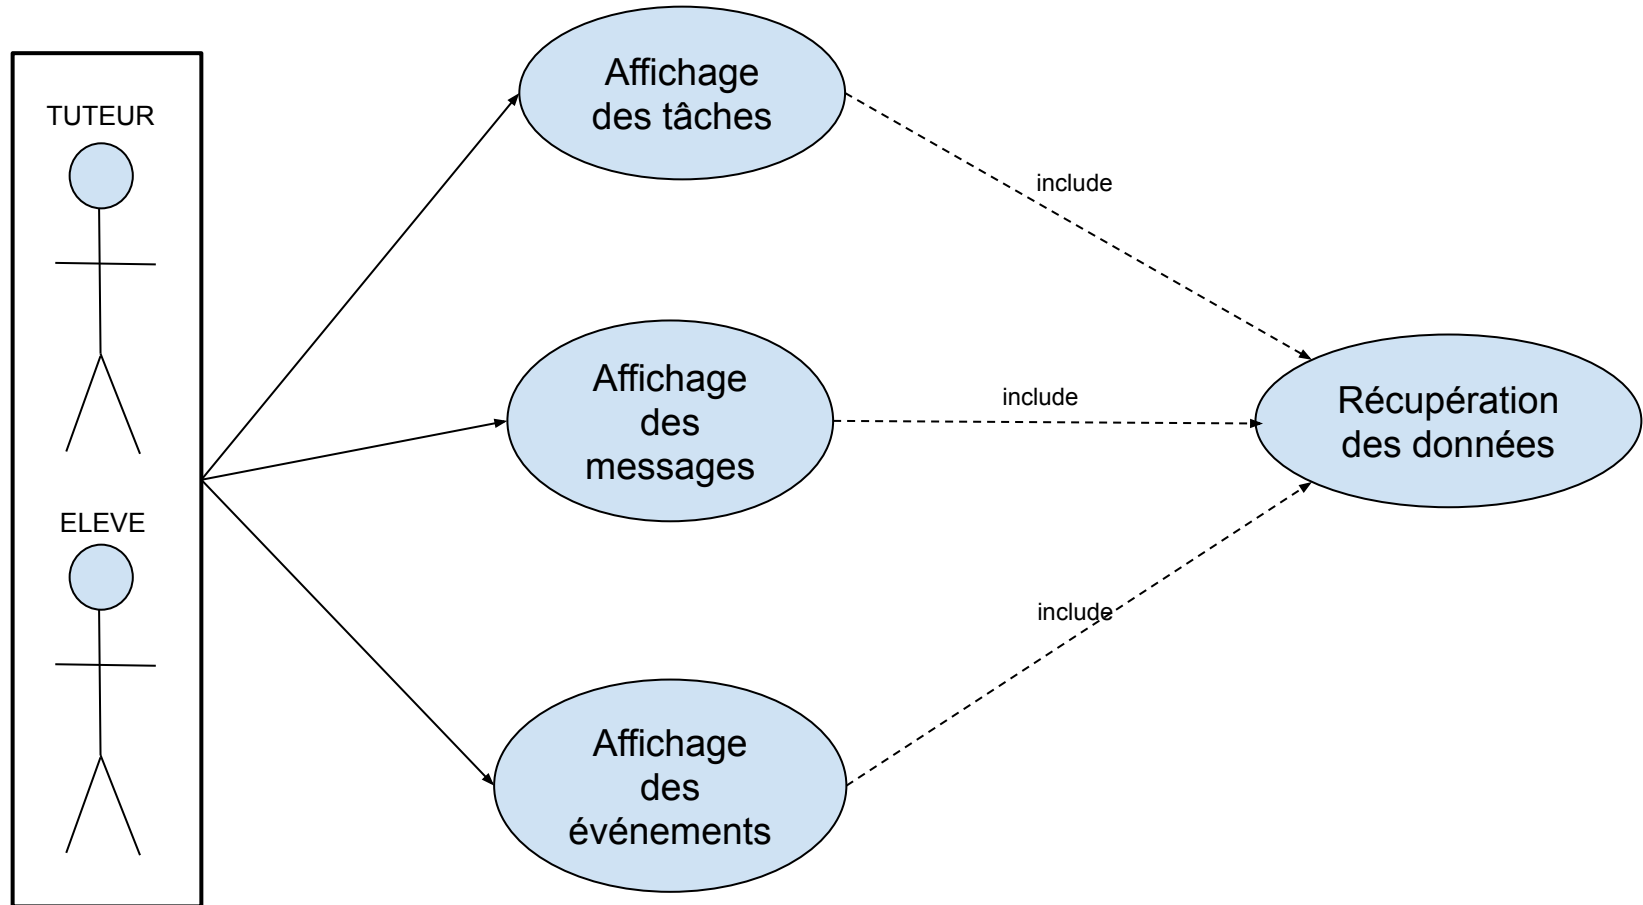 TUTEUR
ELEVE
Affichage
des tâches
Affichage
des
messages
Affichage
des
événements
include
include
include
Récupération
des données